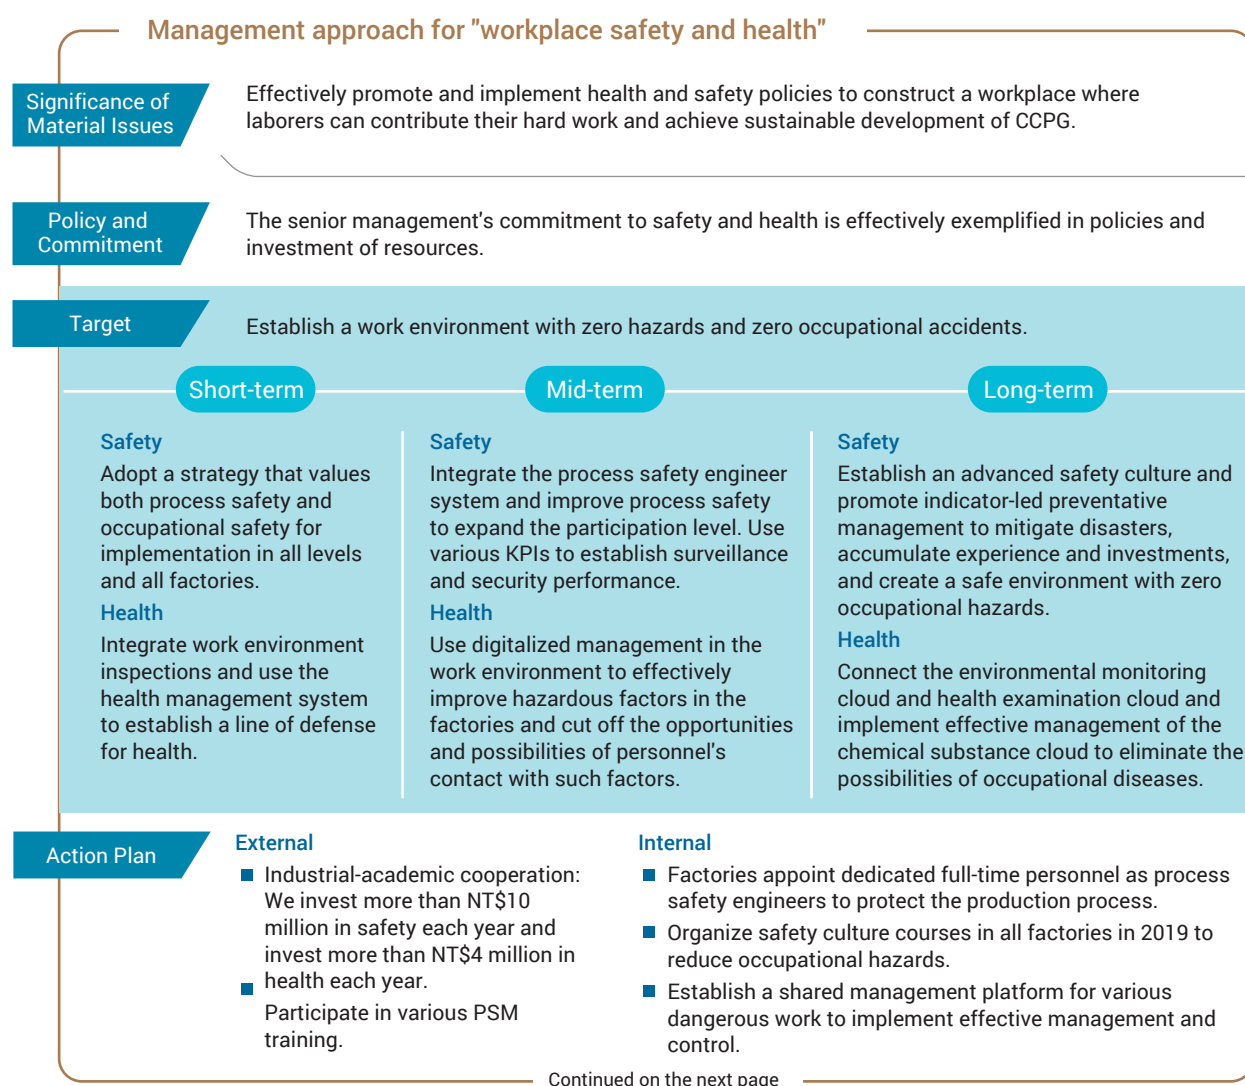 Management approach for "workplace safety and health"
Significance of
Material Issues
Effectively promote and implement health and safety policies to construct a workplace where
laborers can contribute their hard work and achieve sustainable development of CCPG.
Policy and
Commitment
The senior management's commitment to safety and health is effectively exemplified in policies and
investment of resources.
Target
Establish a work environment with zero hazards and zero occupational accidents.
Short-term
Safety
Adopt a strategy that values
both process safety and
occupational safety for
implementation in all levels
and all factories.
Health
Integrate work environment
inspections and use the
health management system
to establish a line of defense
for health.
Mid-term
Safety
Integrate the process safety engineer
system and improve process safety
to expand the participation level. Use
various KPIs to establish surveillance
and security performance.
Health
Use digitalized management in the
work environment to effectively
improve hazardous factors in the
factories and cut off the opportunities
and possibilities of personnel's
contact with such factors.
Long-term
Safety
Establish an advanced safety culture and
promote indicator-led preventative
management to mitigate disasters,
accumulate experience and investments,
and create a safe environment with zero
occupational hazards.
Health
Connect the environmental monitoring
cloud and health examination cloud and
implement effective management of the
chemical substance cloud to eliminate the
possibilities of occupational diseases.
Action Plan
External
Industrial-academic cooperation:
We invest more than NT$10
million in safety each year and
invest more than NT$4 million in
health each year.
Participate in various PSM
training.
Internal
Factories appoint dedicated full-time personnel as process
safety engineers to protect the production process.
Organize safety culture courses in all factories in 2019 to
reduce occupational hazards.
Establish a shared management platform for various
dangerous work to implement effective management and
control.
Continued on the next page